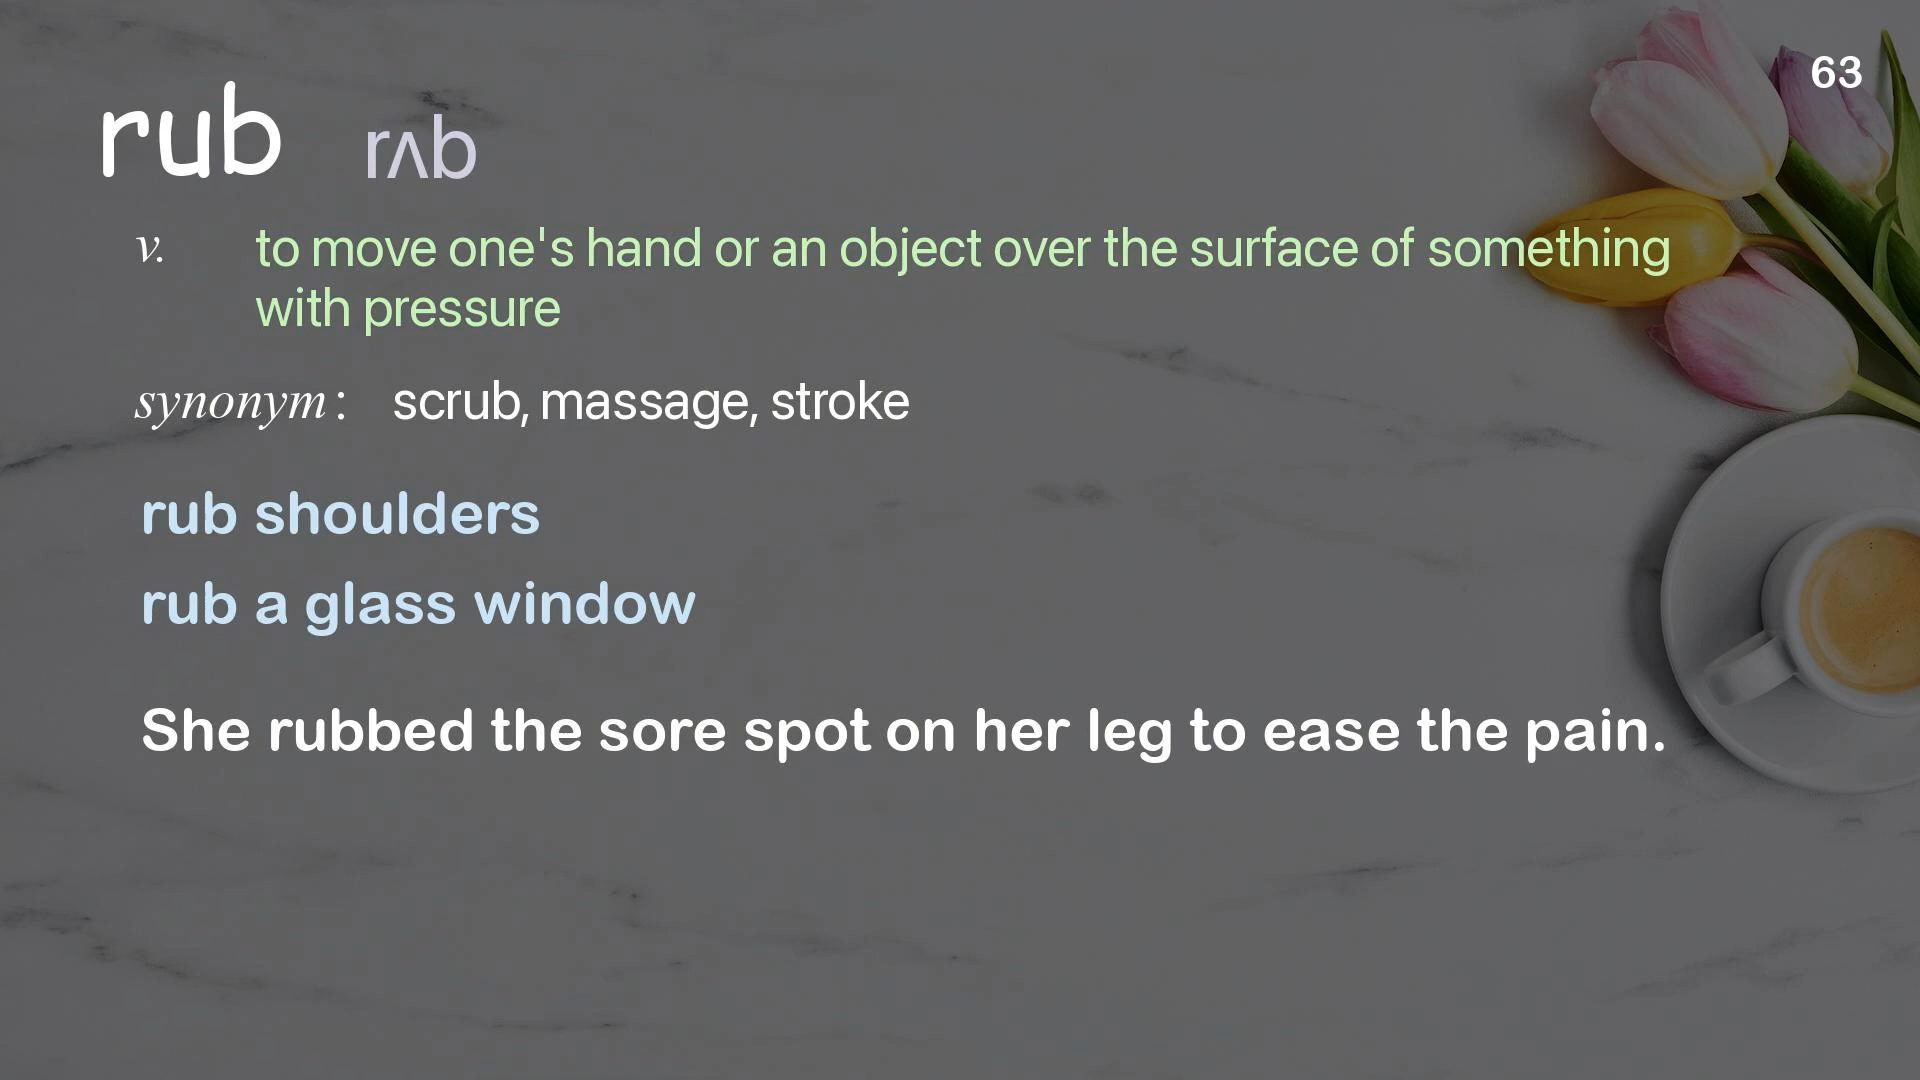 63
rub rʌb
v. to move one's hand or an object over the surface of something
with pressure
synonym: scrub, massage, stroke
rub shoulders
rub a glass window
She rubbed the sore spot on her leg to ease the pain.